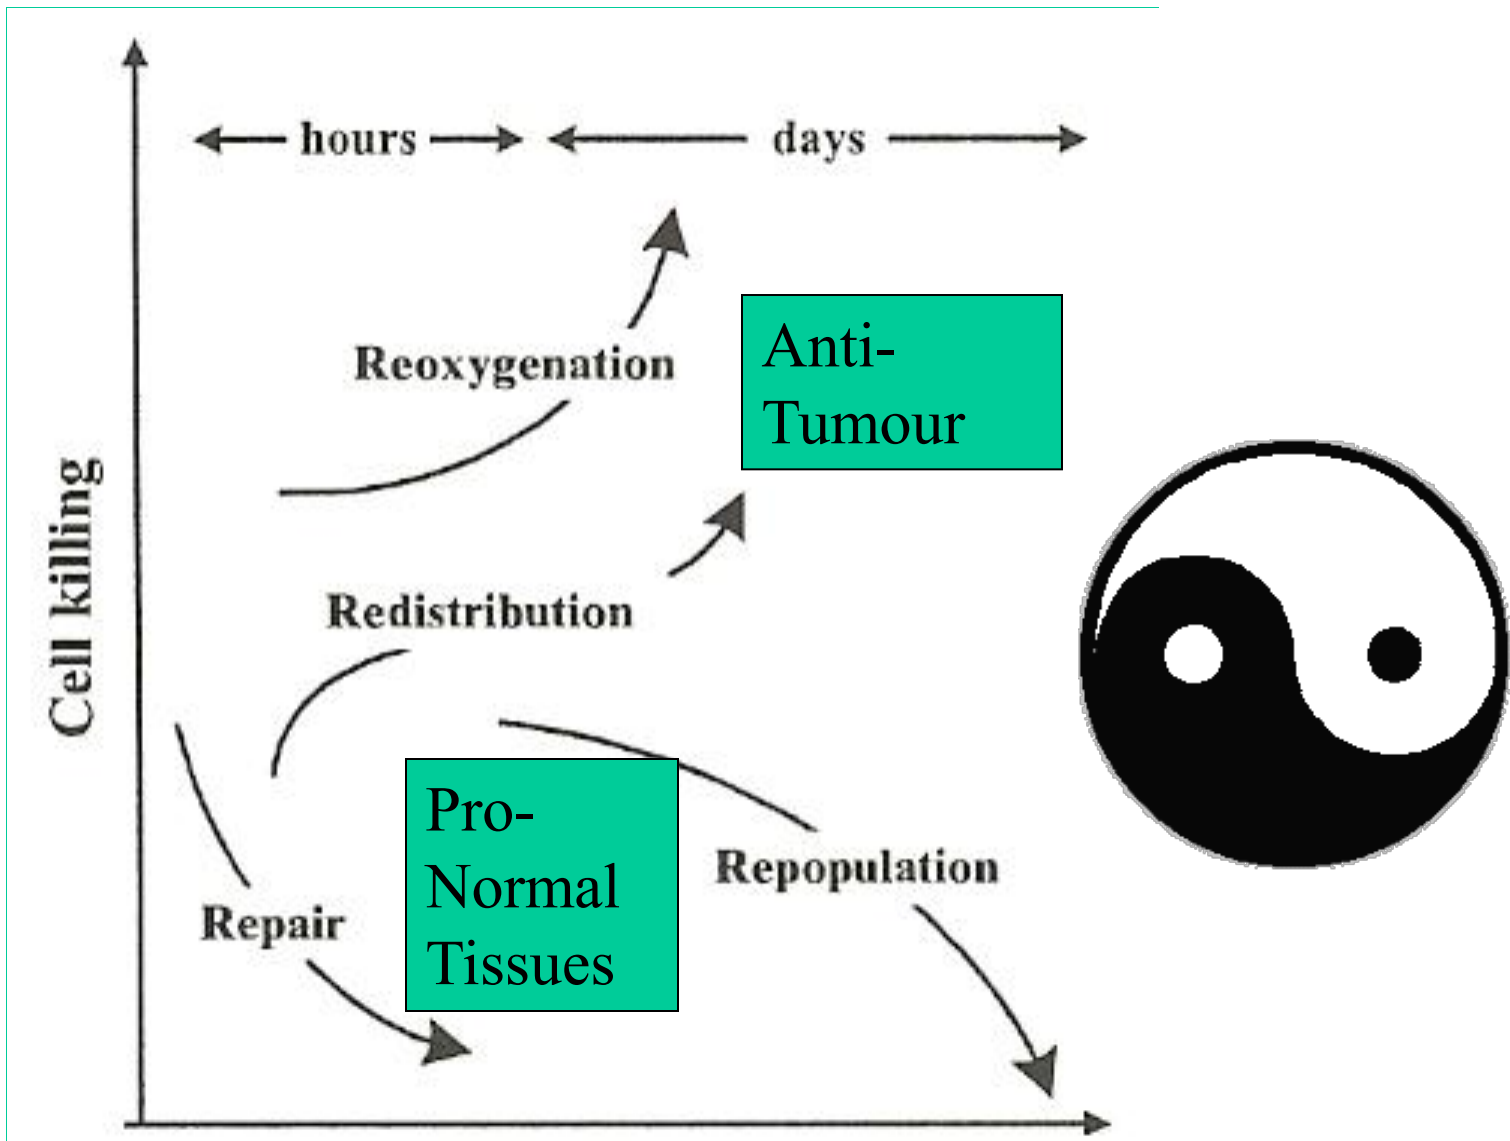 hours
days
Reoxygenation
Anti-
Tumour
Cell killing
Redistribution
Pro-
Normal
Tissues
Repopulation
Repair